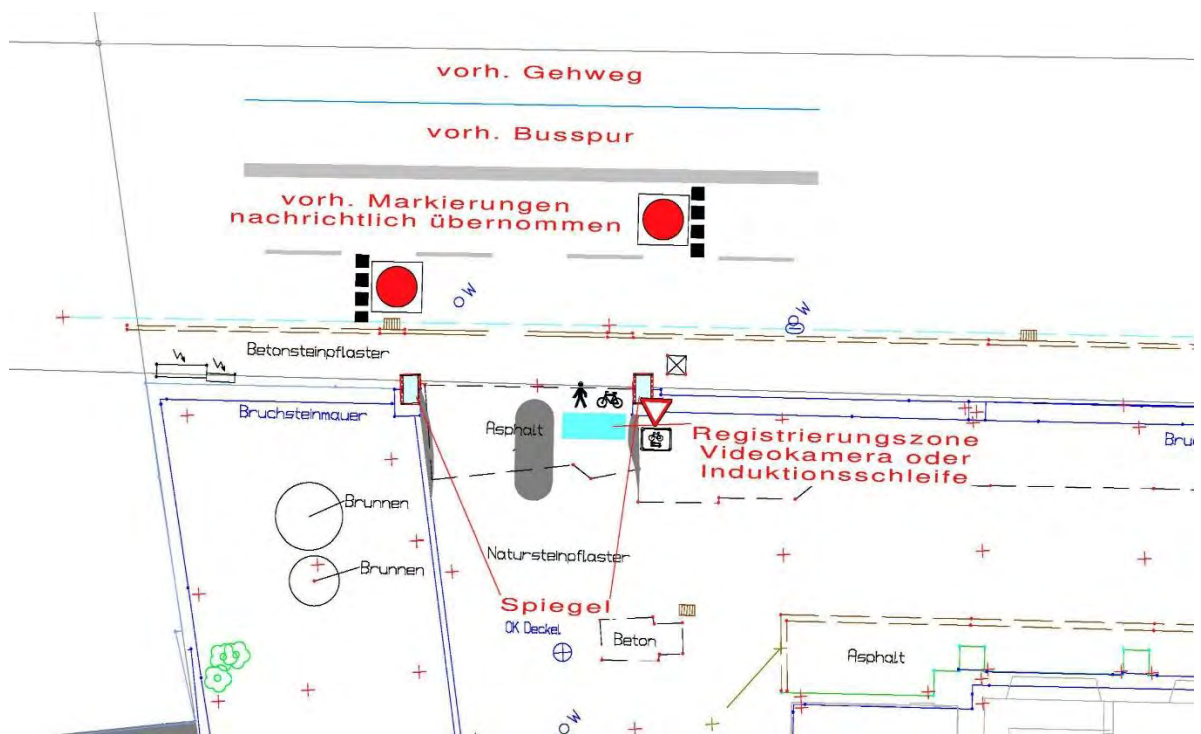 vorh. Gehweg
vorh. Busspur
vorh. Markierungen
nachrichtlich übernommen
W
W
Betonsteinpflaster
Bruchsteinmauer
Asphalt
Registrierungszone
Videokamera oder
Induktionsschleife
Brunnen
Brunnen
Natursteinpflaster
Spiegel
OK Deckel
Beton
Asphalt
W